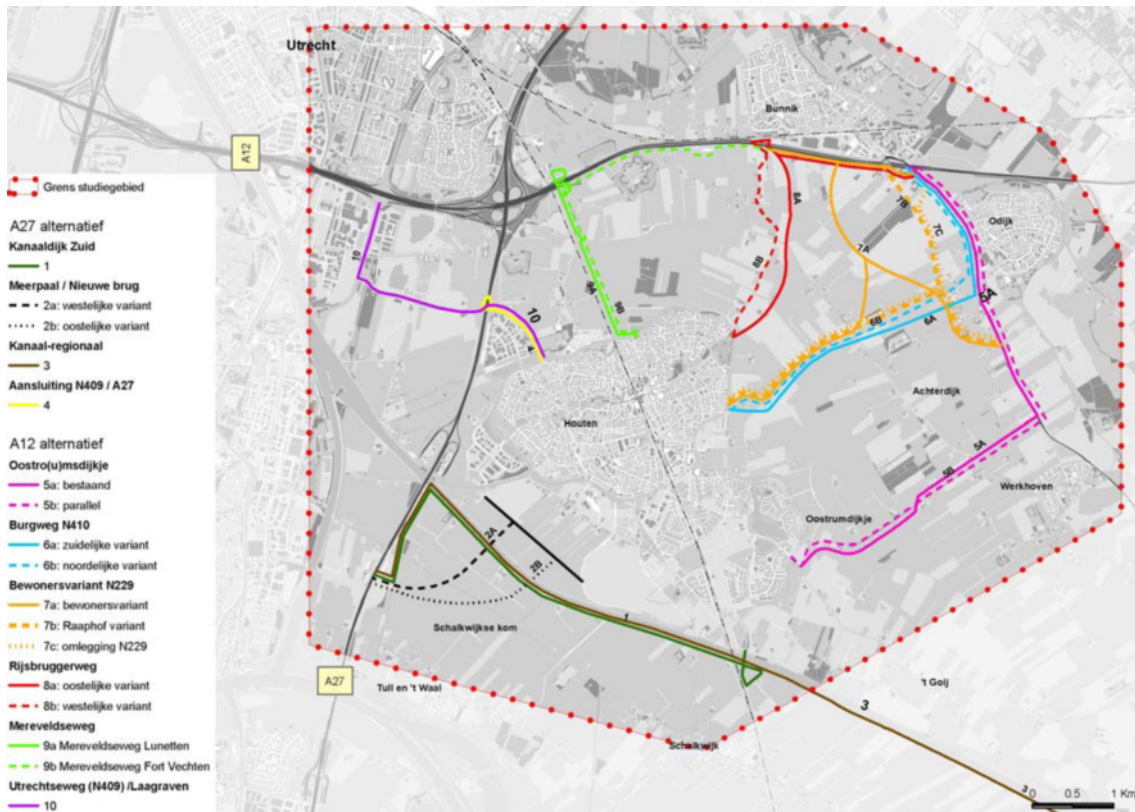 Utrecht
Bunnik
A12
Grens studiegebied
A27 alternatief
Kanaaldijk Zuid
1
Meerpaal / Nieuwe brug
2a: westelijke variant
2b: oostelijke variant
Kanaal-regionaal
3
Aansluiting N409 / A27
4
A12 alternatief
Oostro(u)msdijkje
5a: bestaand
5b: parallel
Burgweg N410
6a: zuidelijke variant
6b: noordelijke variant
Bewonersvariant N229
7a: bewonersvariant
7b: Raaphof variant
7c: omlegging N229
Rijsbruggerweg
8a: oostelijke variant
8b: westelijke variant
Mereveldseweg
9a Mereveldseweg Lunetten
9b Mereveldseweg Fort Vechten
Utrechtseweg (N409) /Laagraven
10
8A
7B
Odijk
7C
10
7A
8B
9A
9B
5A
10
6B
6A
4
Achterdijk
Houten
5A
5B
Werkhoven
Oostrumdijkje
2A
2B
1
Schalkwijkse kom
A27
Tull en 't Waal
't Goij
3
Schalkwijk
3
0 0.5 1 Km